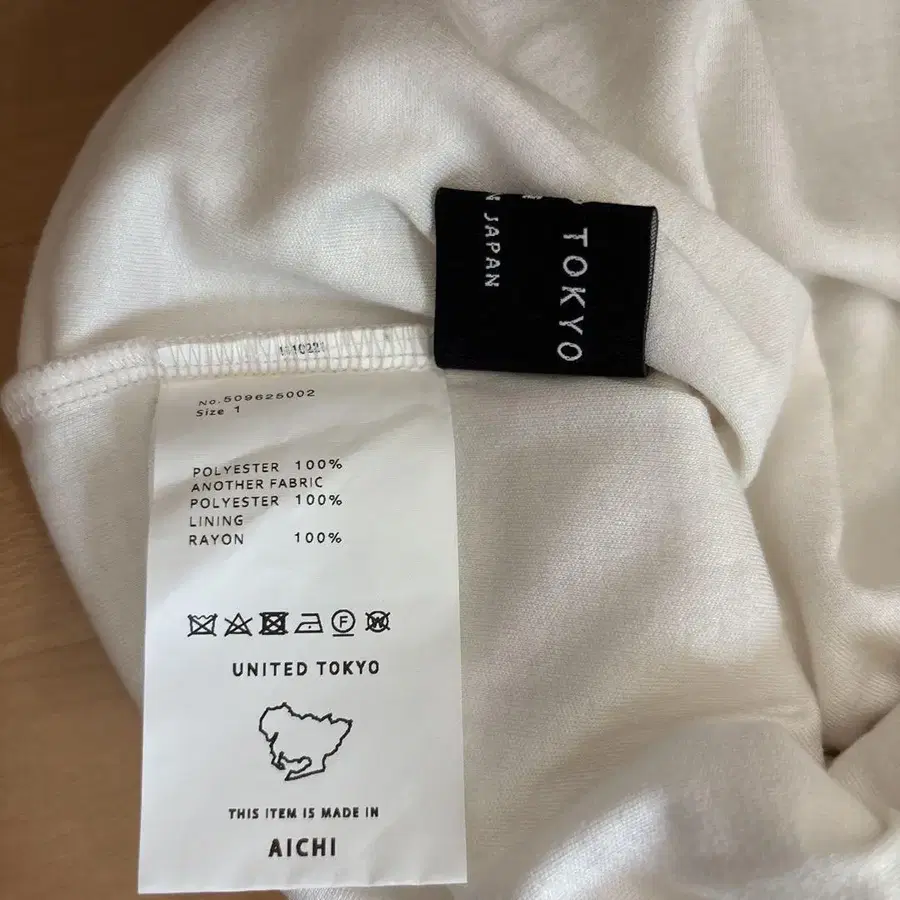 TOKYO
N JAPAN
No.509625002
Size 1
POLYESTER 100%
ANOTHER FABRIC
POLYESTER 100%
LINING
RAYON 100%
F
W
UNITED TOKYO
THIS ITEM IS MADE IN
AICHI